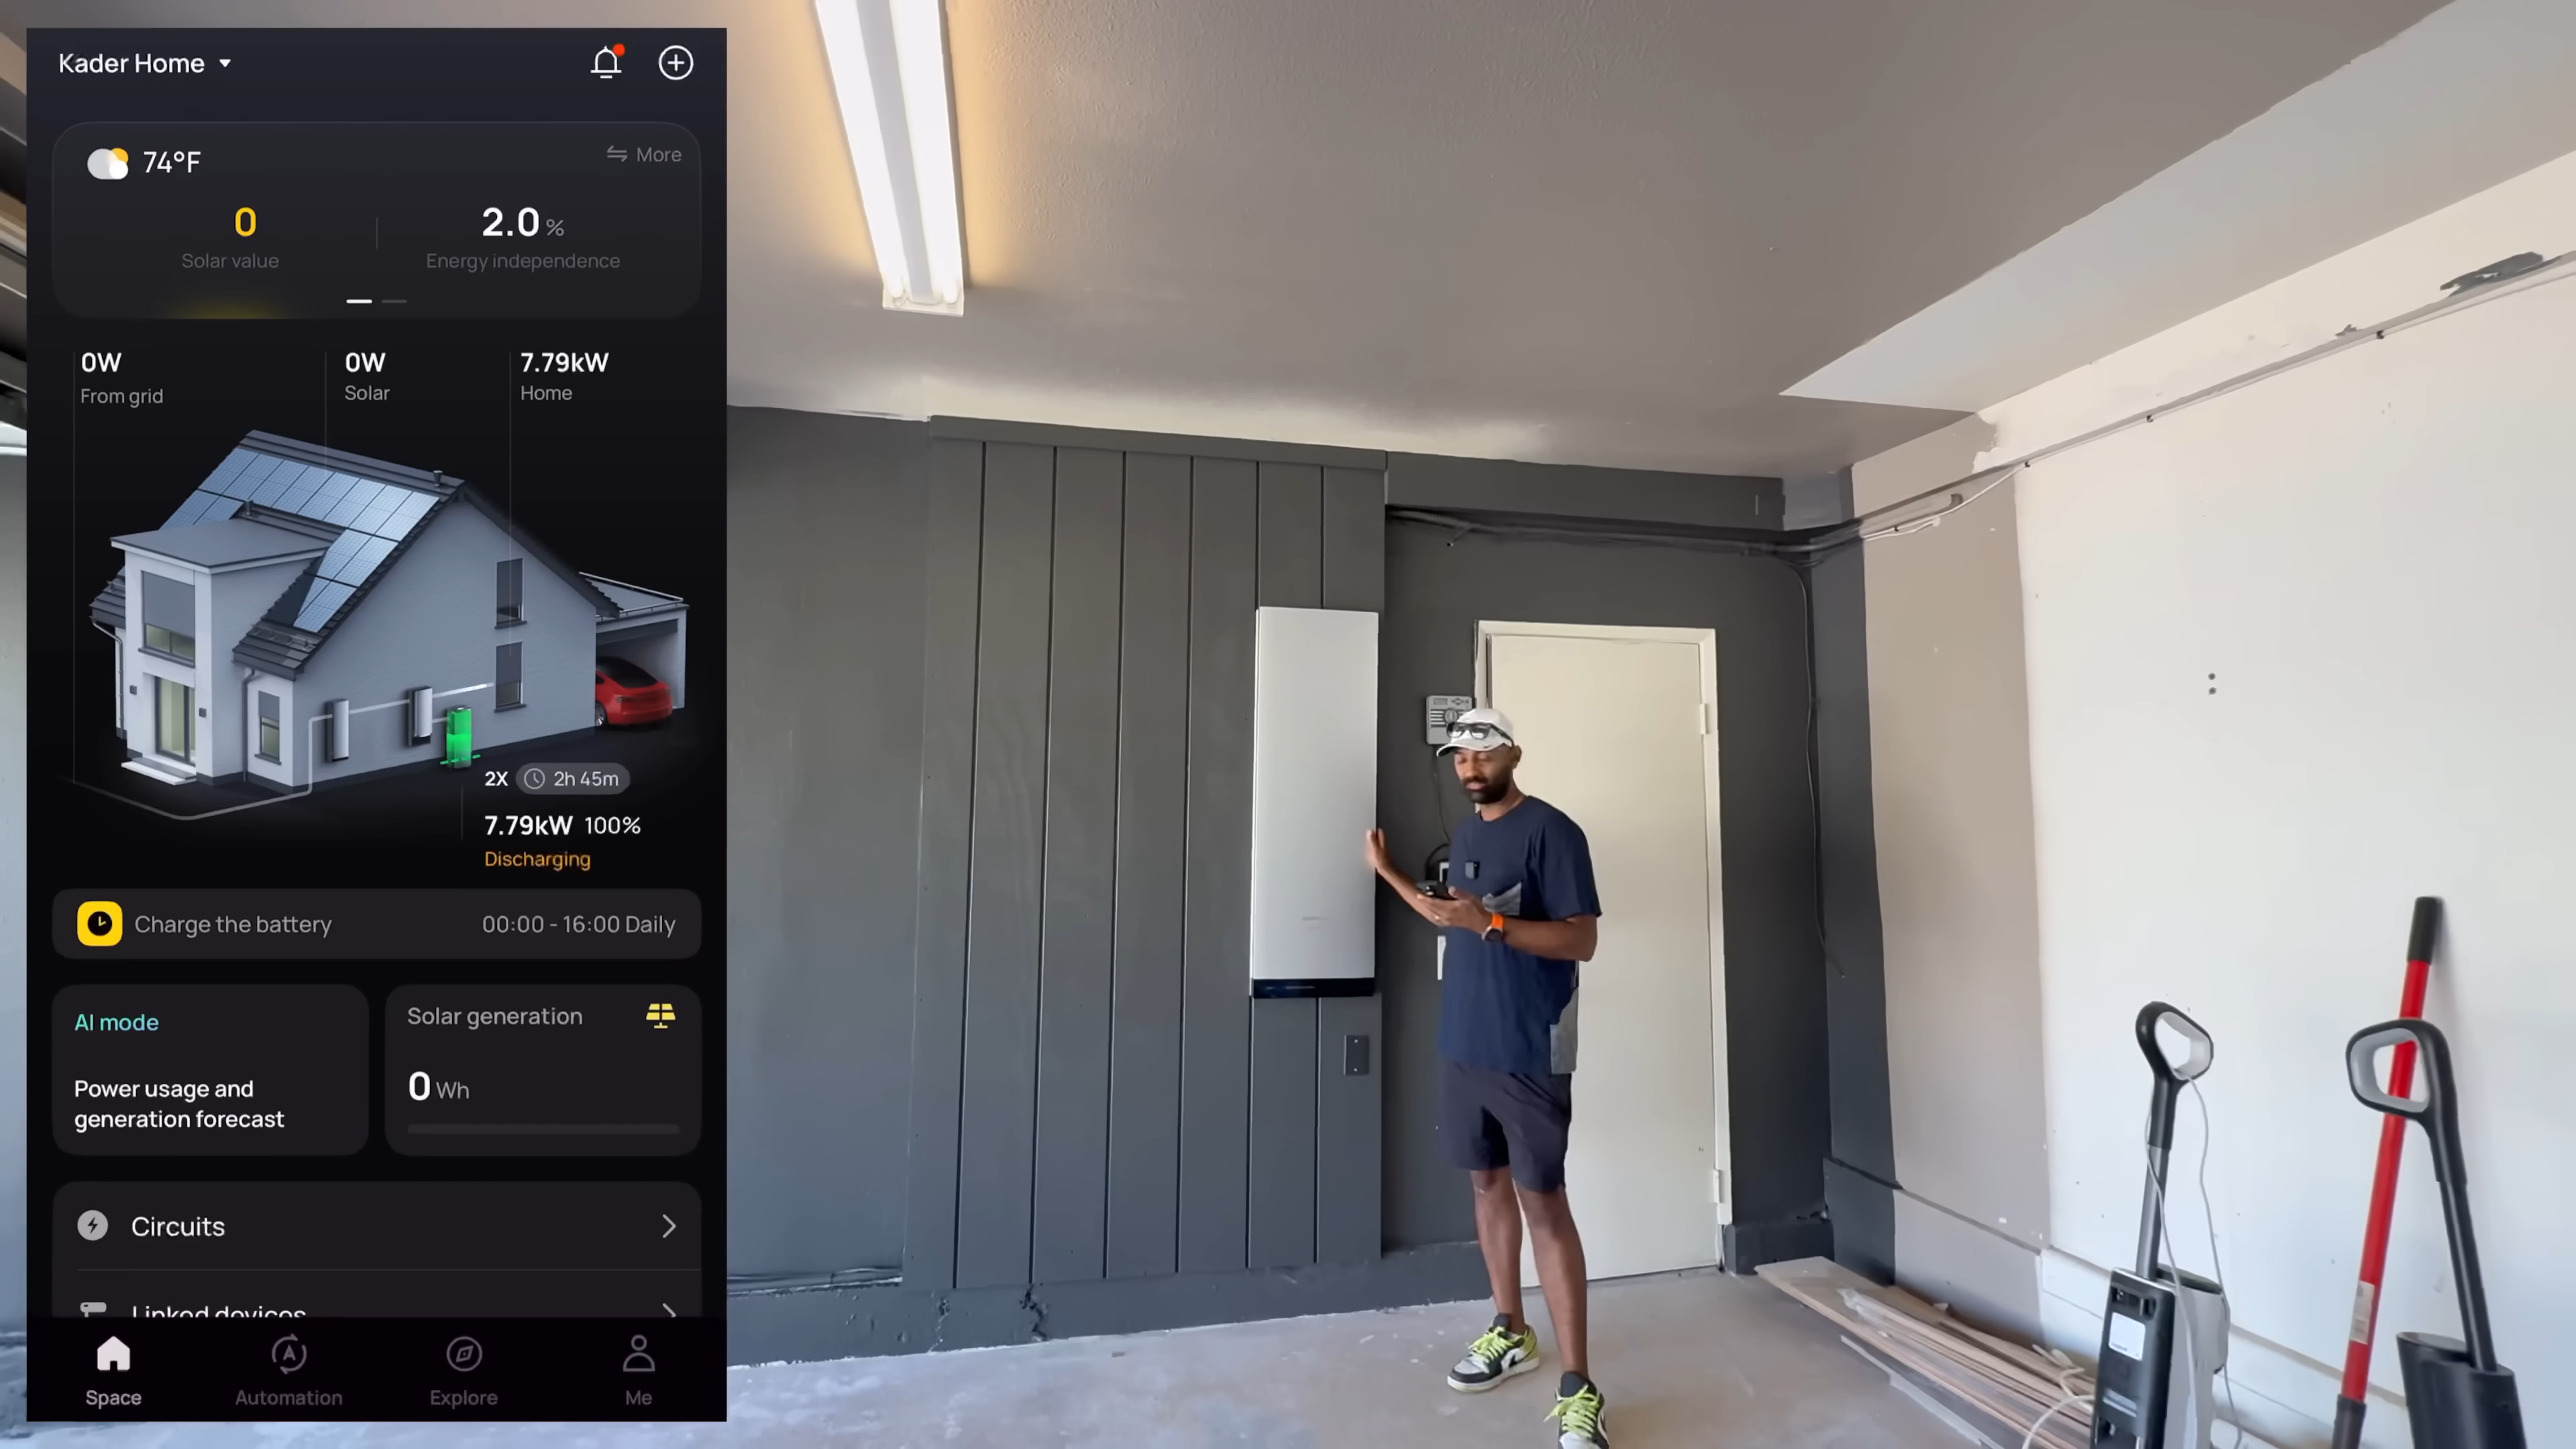 Kader Home
74°F
More
0
2.0 %
Solar value
Energy independence
0W
0W
7.79kW
From grid
Solar
Home
2X 2h 45m
7.79kW 100%
Discharging
Charge the battery 00:00 - 16:00 Daily
AI mode
Solar generation
Power usage and
generation forecast
0 Wh
Circuits
Linked devices
Space
Automation
Explore
Me